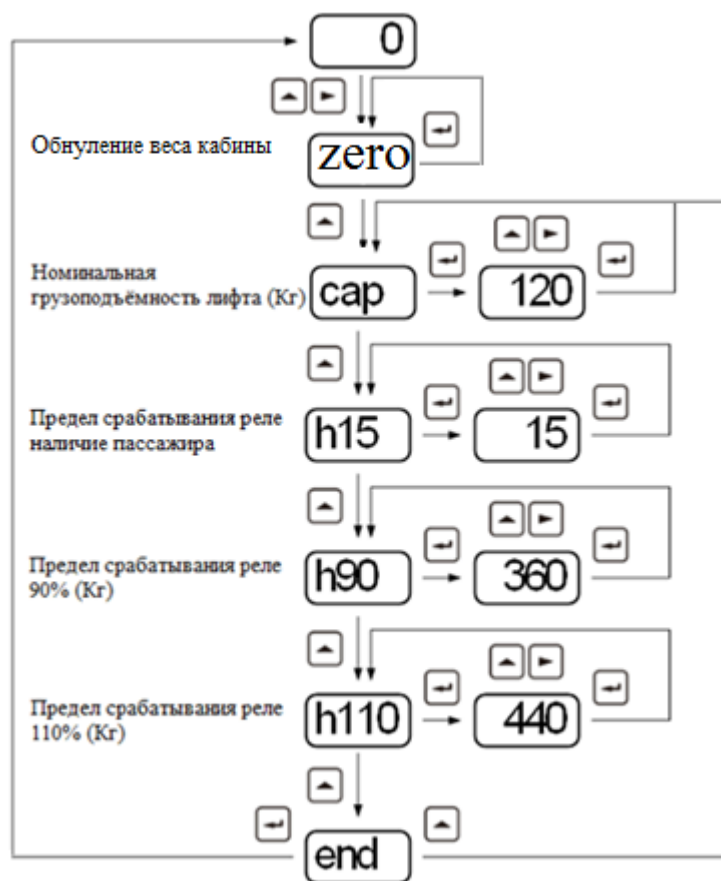 0
Обнуление веса кабины
zero
Номинальная
грузоподъёмность лифта (Кг)
cap
120
Предел срабатывания реле
наличие пассажира
h15
15
Предел срабатывания реле
90% (Кг)
h90
360
Предел срабатывания реле
110% (Кг)
h110
440
end